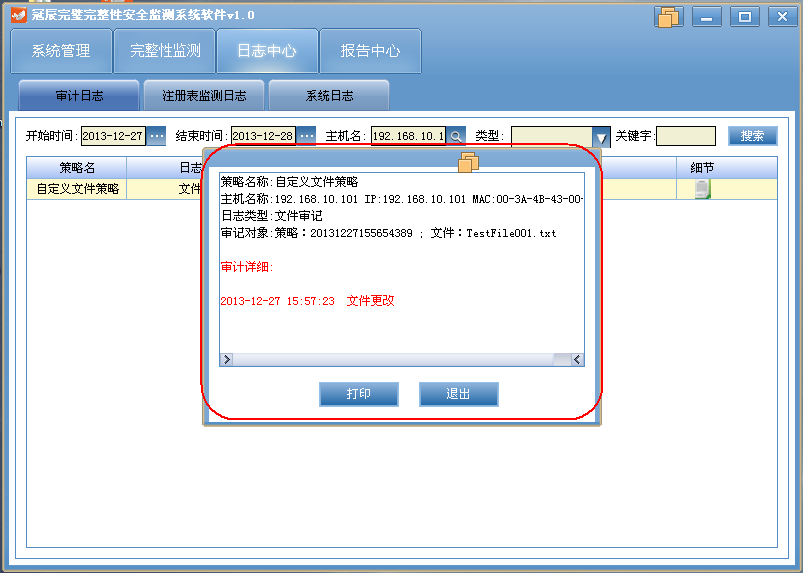 冠辰完璧完整性安全监测系统软件v1.0
系统管理 完整性监测 日志中心 报告中心
审计日志 注册表监测日志 系统日志
开始时间: 2013-12-27 结束时间: 2013-12-28 主机名: 192.168.10.1 类型: 关键字: 搜索
策略名 日志 细节
自定义文件策略 文件
策略名称:自定义文件策略
主机名称:192.168.10.101 IP:192.168.10.101 MAC:00-3A-4B-43-00-
日志类型:文件审记
审记对象:策略：20131227155654389 ; 文件：TestFile001.txt
审计详细:
2013-12-27 15:57:23 文件更改
打印 退出